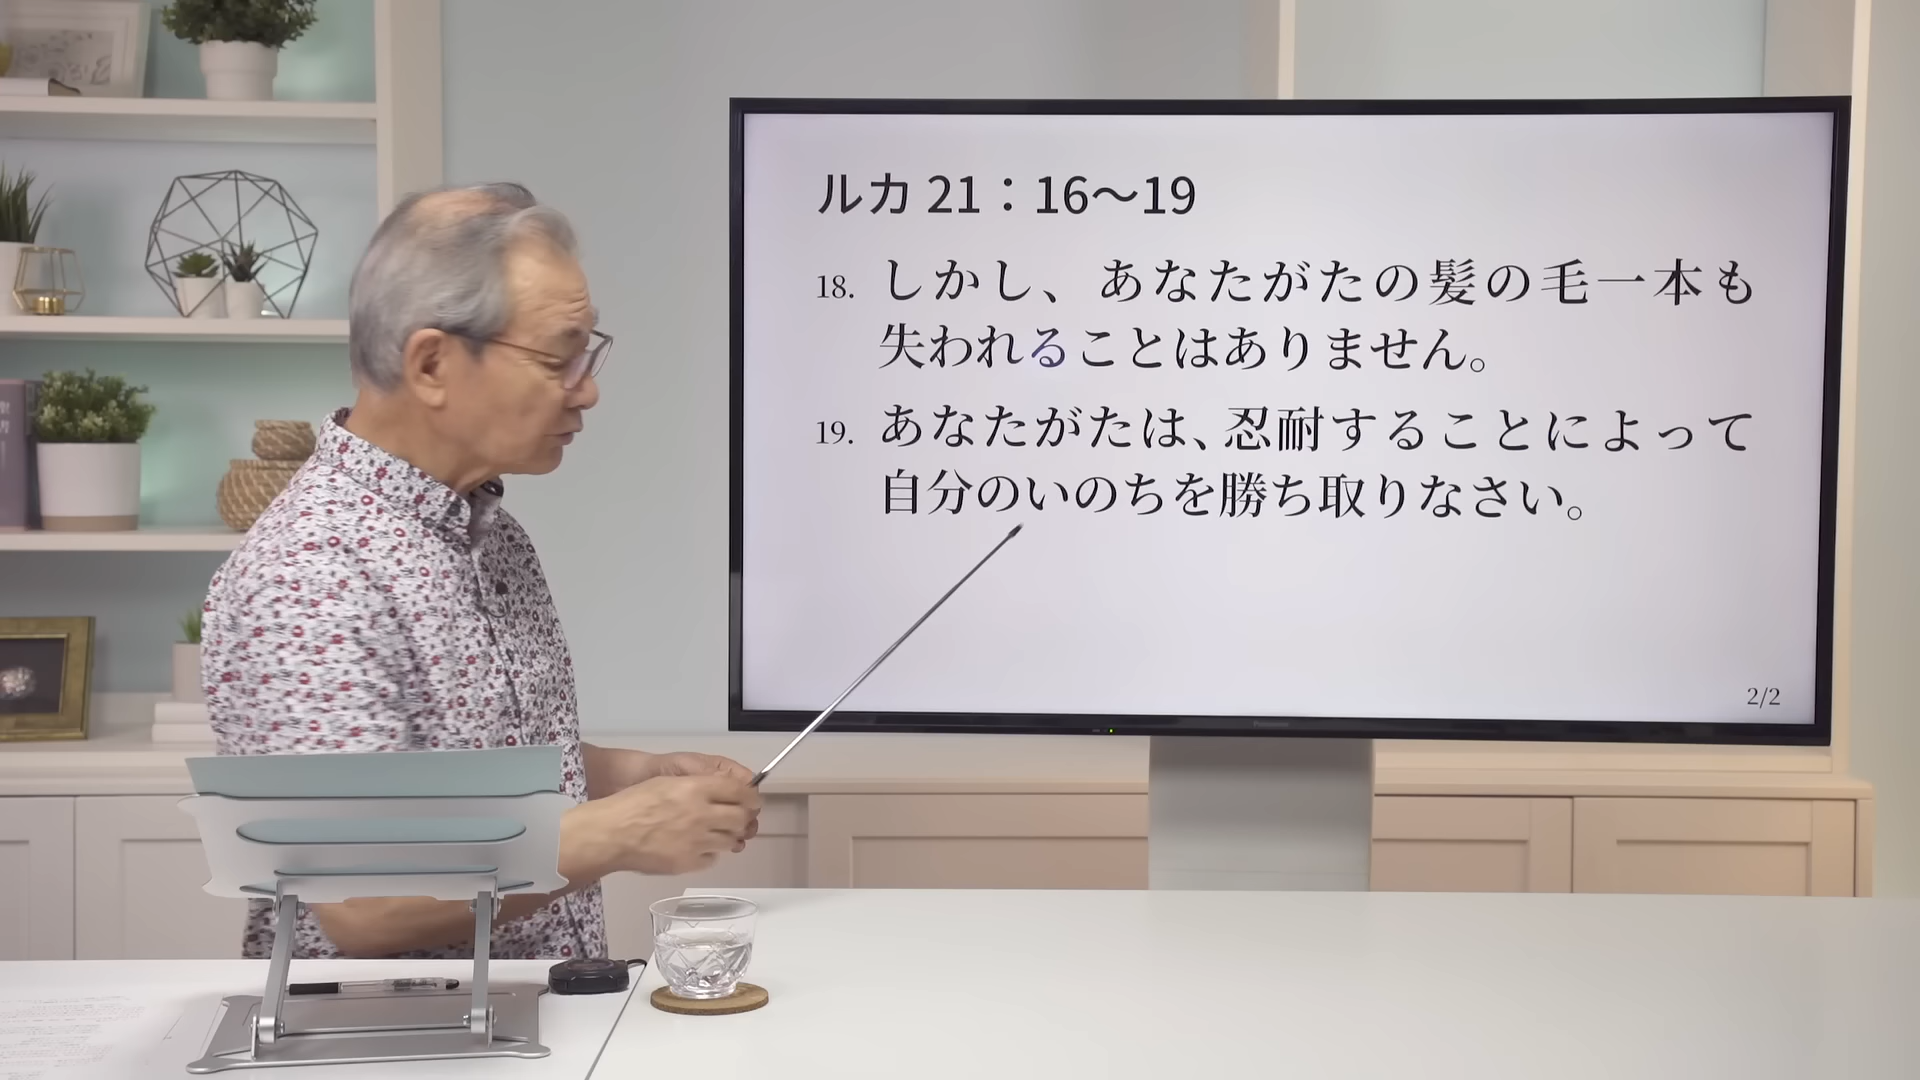 ルカ 21：16〜19
18. しかし、あなたがたの髪の毛一本も
失われることはありません。
19. あなたがたは、忍耐することによって
自分のいのちを勝ち取りなさい。
2/2
Panasonic